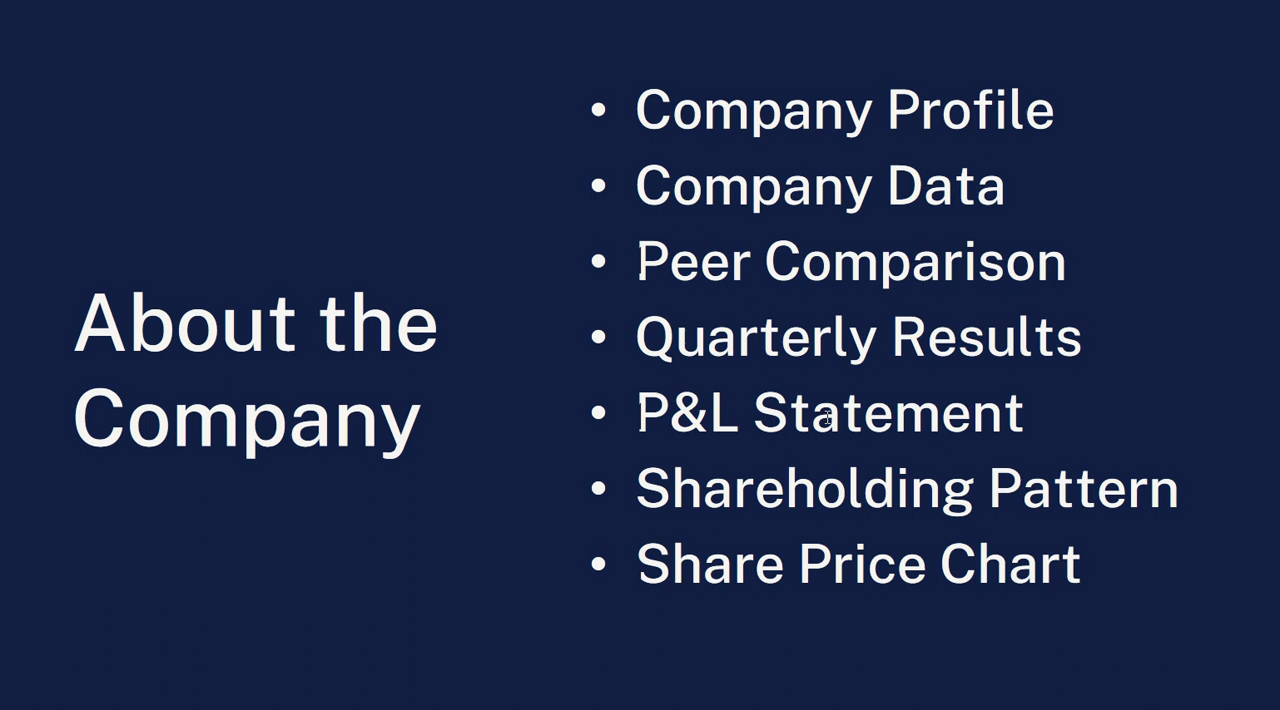 About the
Company
• Company Profile
• Company Data
• Peer Comparison
• Quarterly Results
• P&L Statement
• Shareholding Pattern
• Share Price Chart